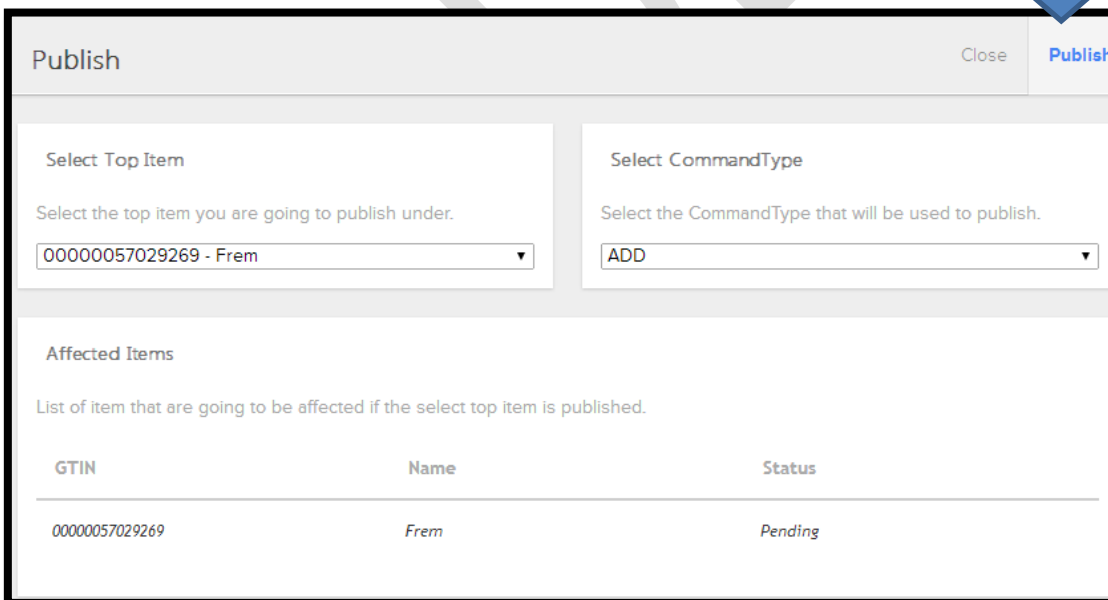 Publish Close Publish
Select Top Item
Select the top item you are going to publish under.
00000057029269 - Frem
Select CommandType
Select the CommandType that will be used to publish.
ADD
Affected Items
List of item that are going to be affected if the select top item is published.
GTIN Name Status
00000057029269 Frem Pending